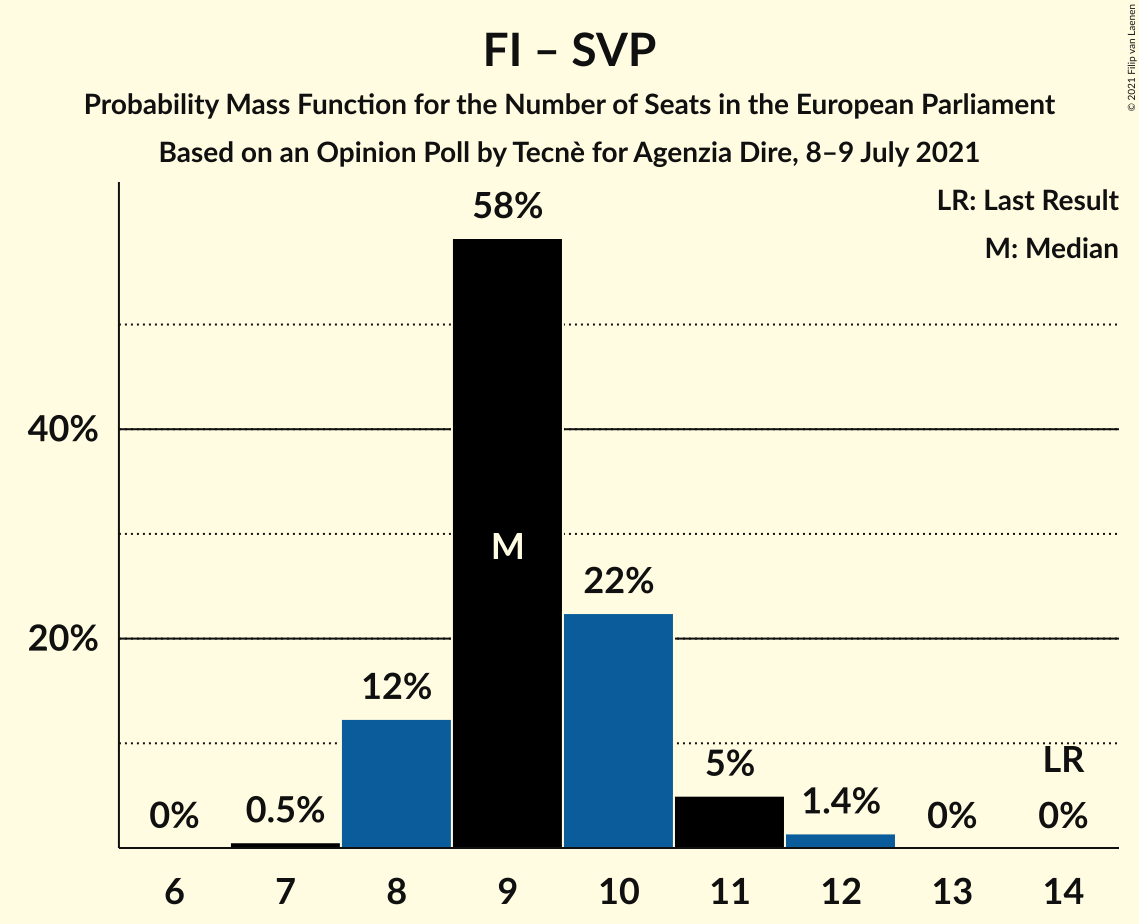 FI – SVP
Probability Mass Function for the Number of Seats in the European Parliament
Based on an Opinion Poll by Tecnè for Agenzia Dire, 8–9 July 2021
© 2021 Filip van Laenen
LR: Last Result
M: Median
58%
40%
M
22%
20%
12%
5%
LR
0%
0.5%
1.4%
0%
0%
6
7
8
9
10
11
12
13
14